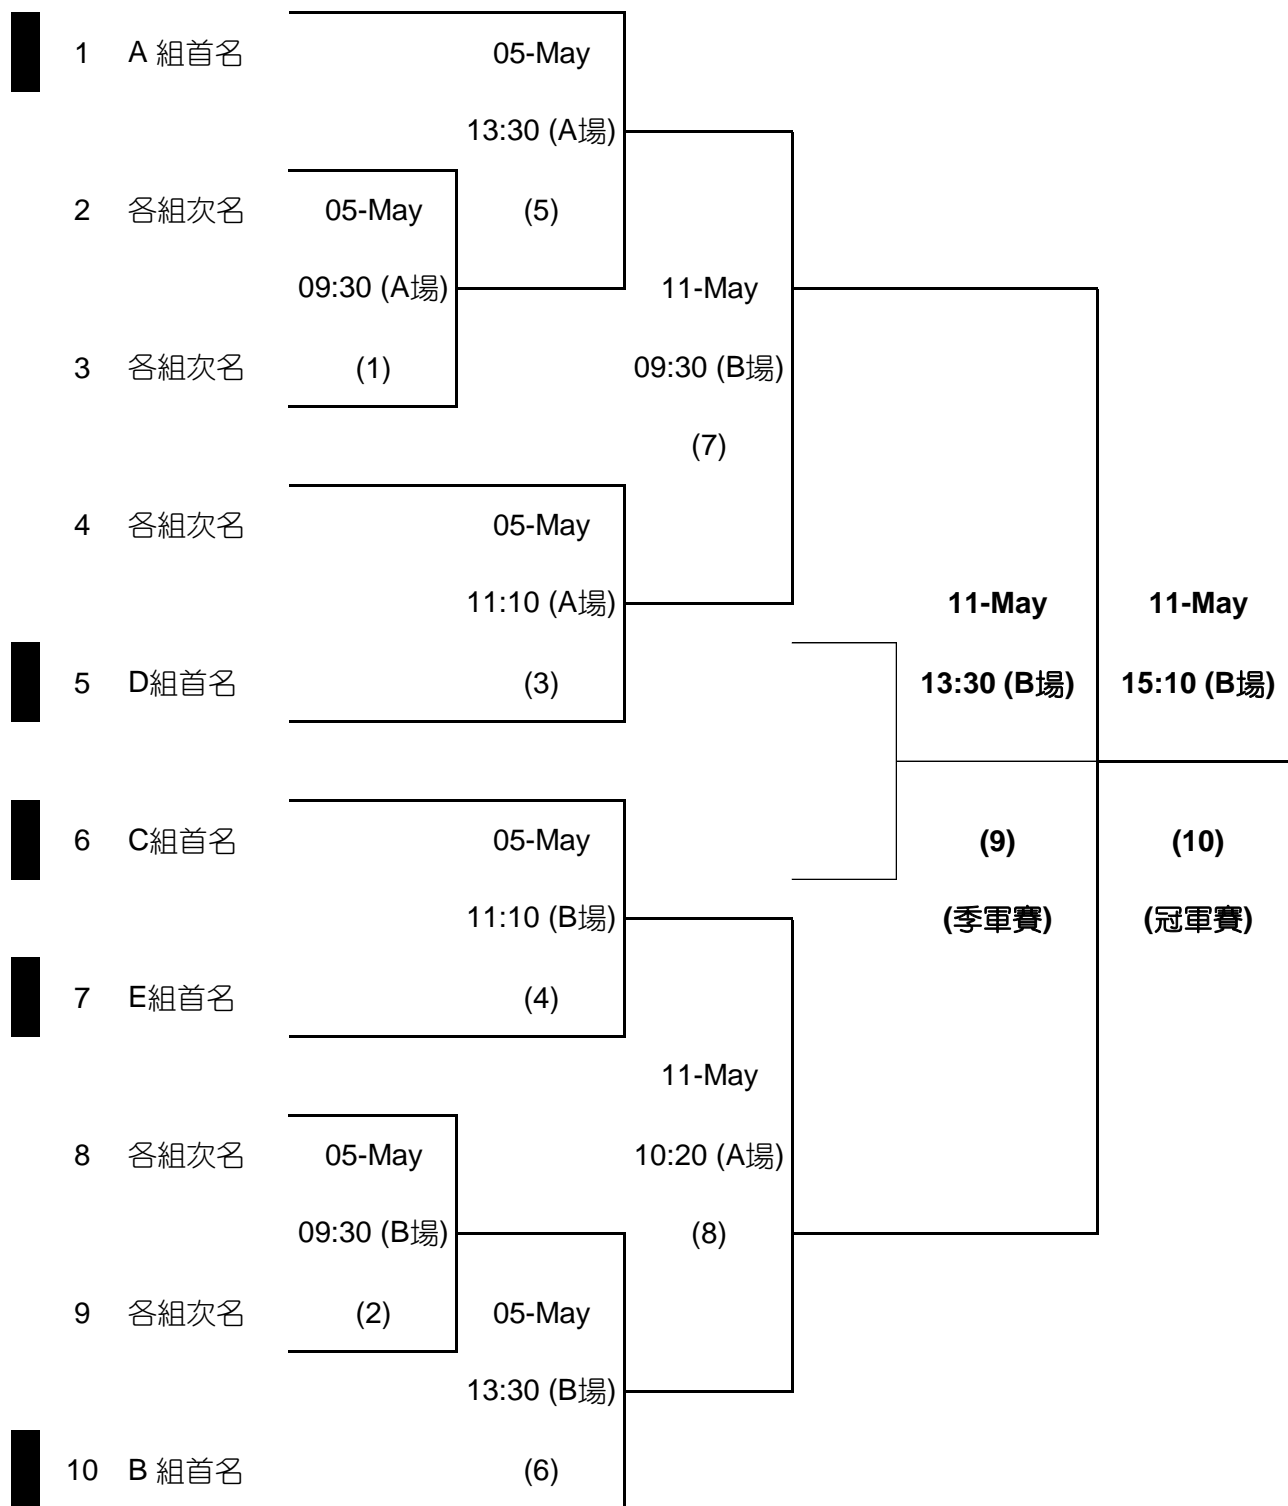 1 A 組首名 05-May
13:30 (A場)
2 各組次名 05-May (5)
09:30 (A場) 11-May
3 各組次名 (1) 09:30 (B場)
(7)
4 各組次名 05-May
11:10 (A場) 11-May 11-May
5 D組首名 (3) 13:30 (B場) 15:10 (B場)
6 C組首名 05-May (9) (10)
11:10 (B場) (季軍賽) (冠軍賽)
7 E組首名 (4)
11-May
8 各組次名 05-May 10:20 (A場)
09:30 (B場) (8)
9 各組次名 (2) 05-May
13:30 (B場)
10 B 組首名 (6)